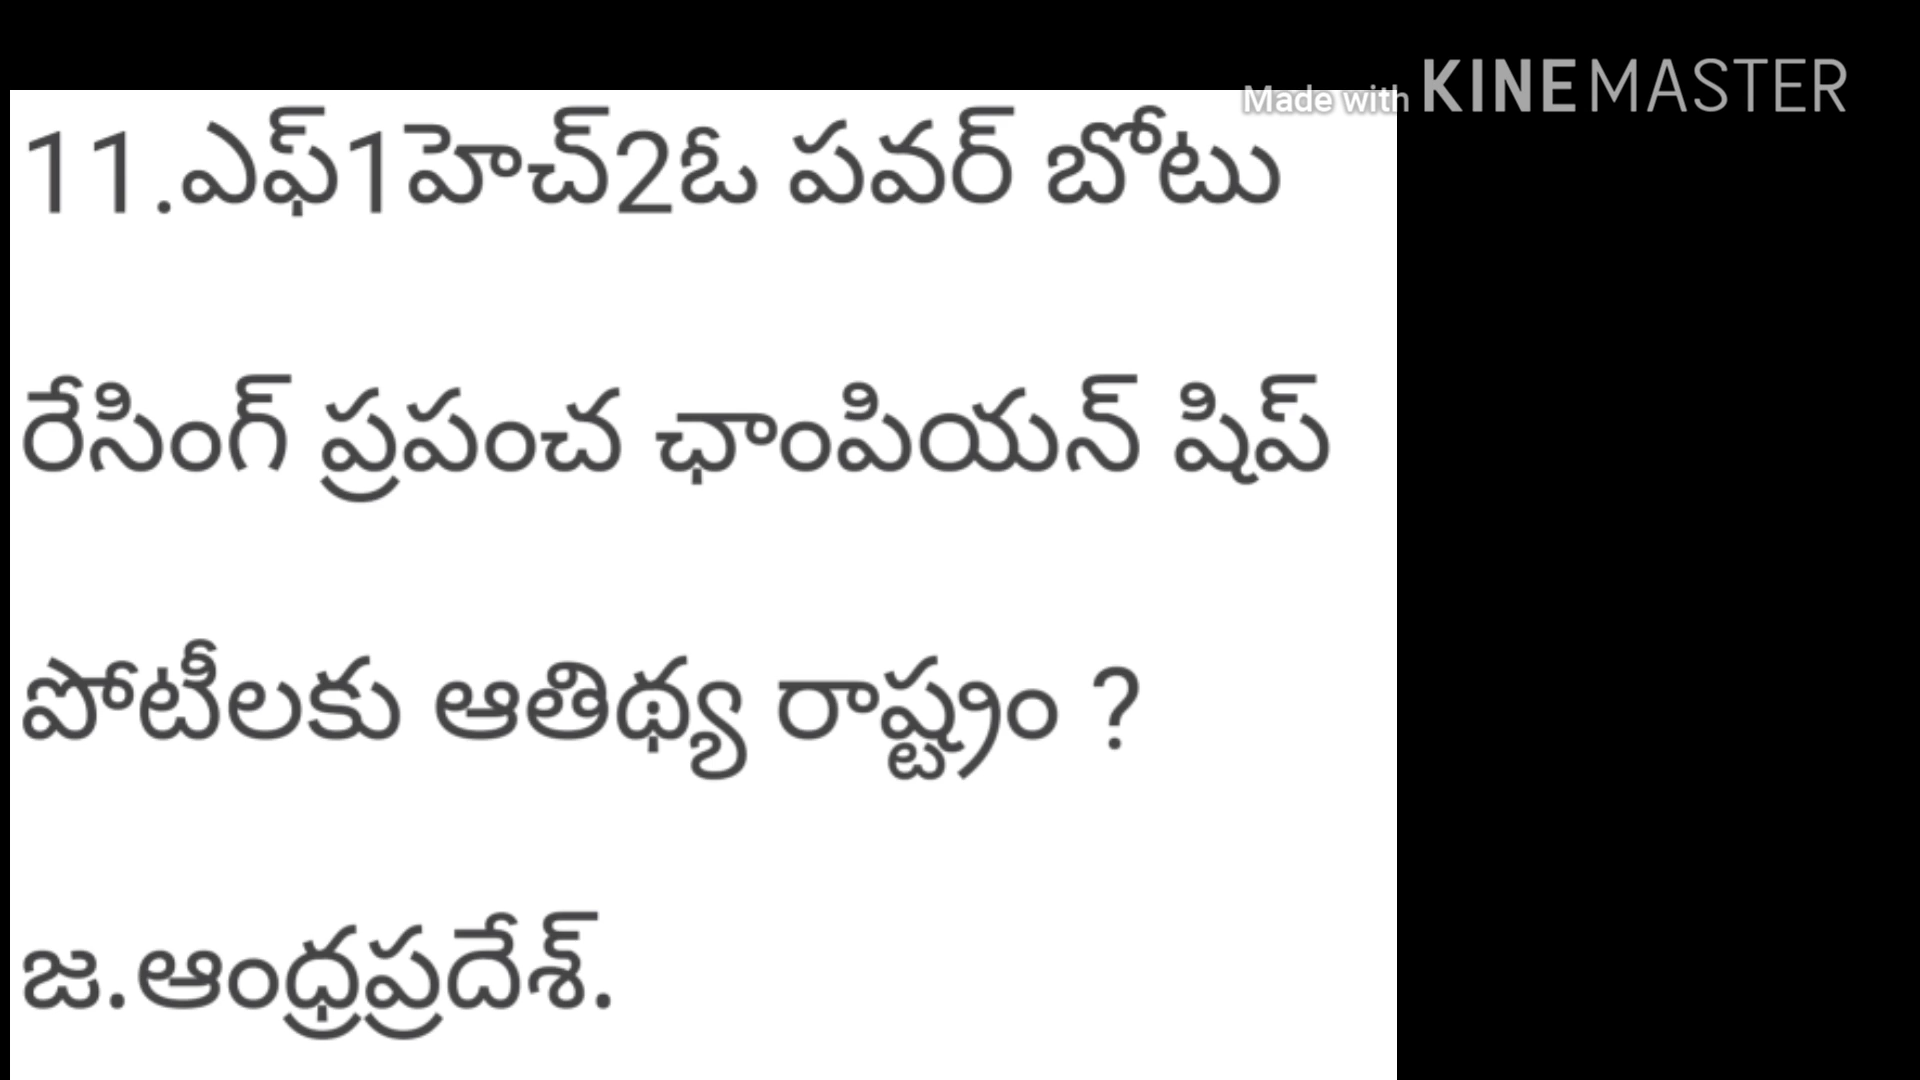 Made with KINEMASTER
11.ఎఫ్1హెచ్2ఓ పవర్ బోటు
రేసింగ్ ప్రపంచ ఛాంపియన్ షిప్
పోటీలకు ఆతిథ్య రాష్ట్రం ?
జ.ఆంధ్రప్రదేశ్.